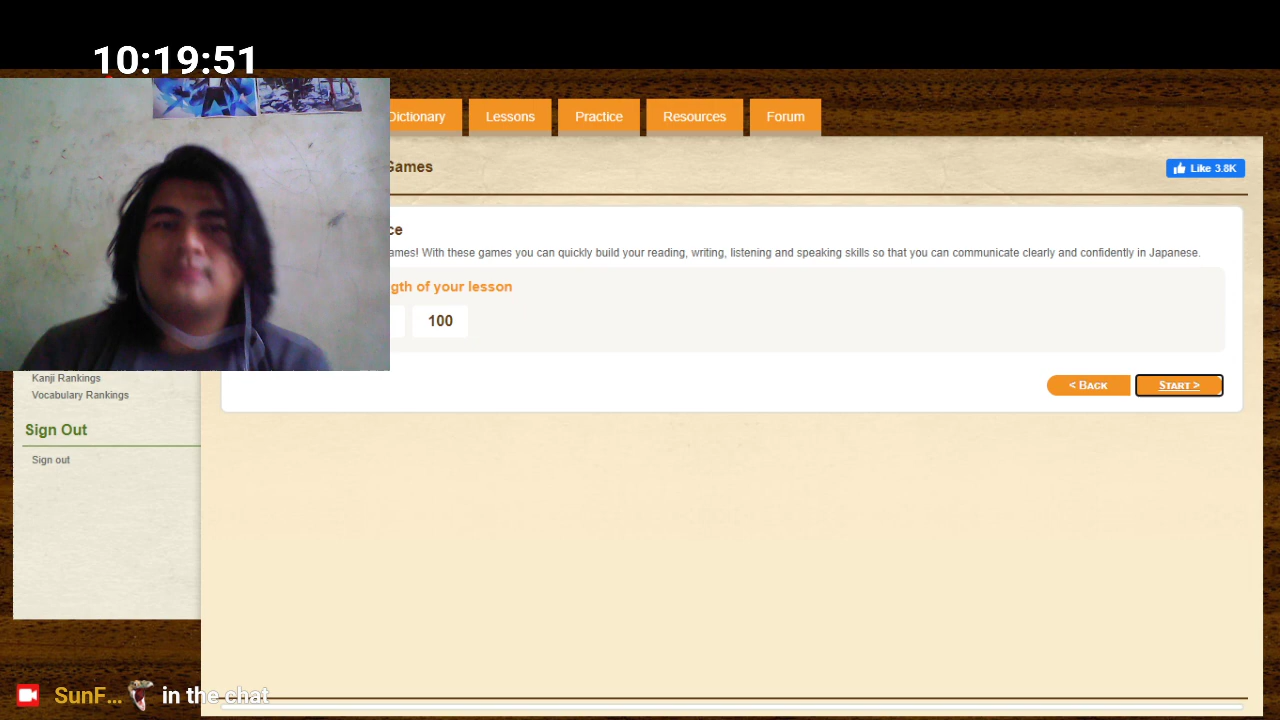 10:19:51
Dictionary
Lessons
Practice
Resources
Forum
Games
Like 3.8K
ce
ames! With these games you can quickly build your reading, writing, listening and speaking skills so that you can communicate clearly and confidently in Japanese.
gth of your lesson
100
< BACK
START >
Kanji Rankings
Vocabulary Rankings
Sign Out
Sign out
SunF... in the chat